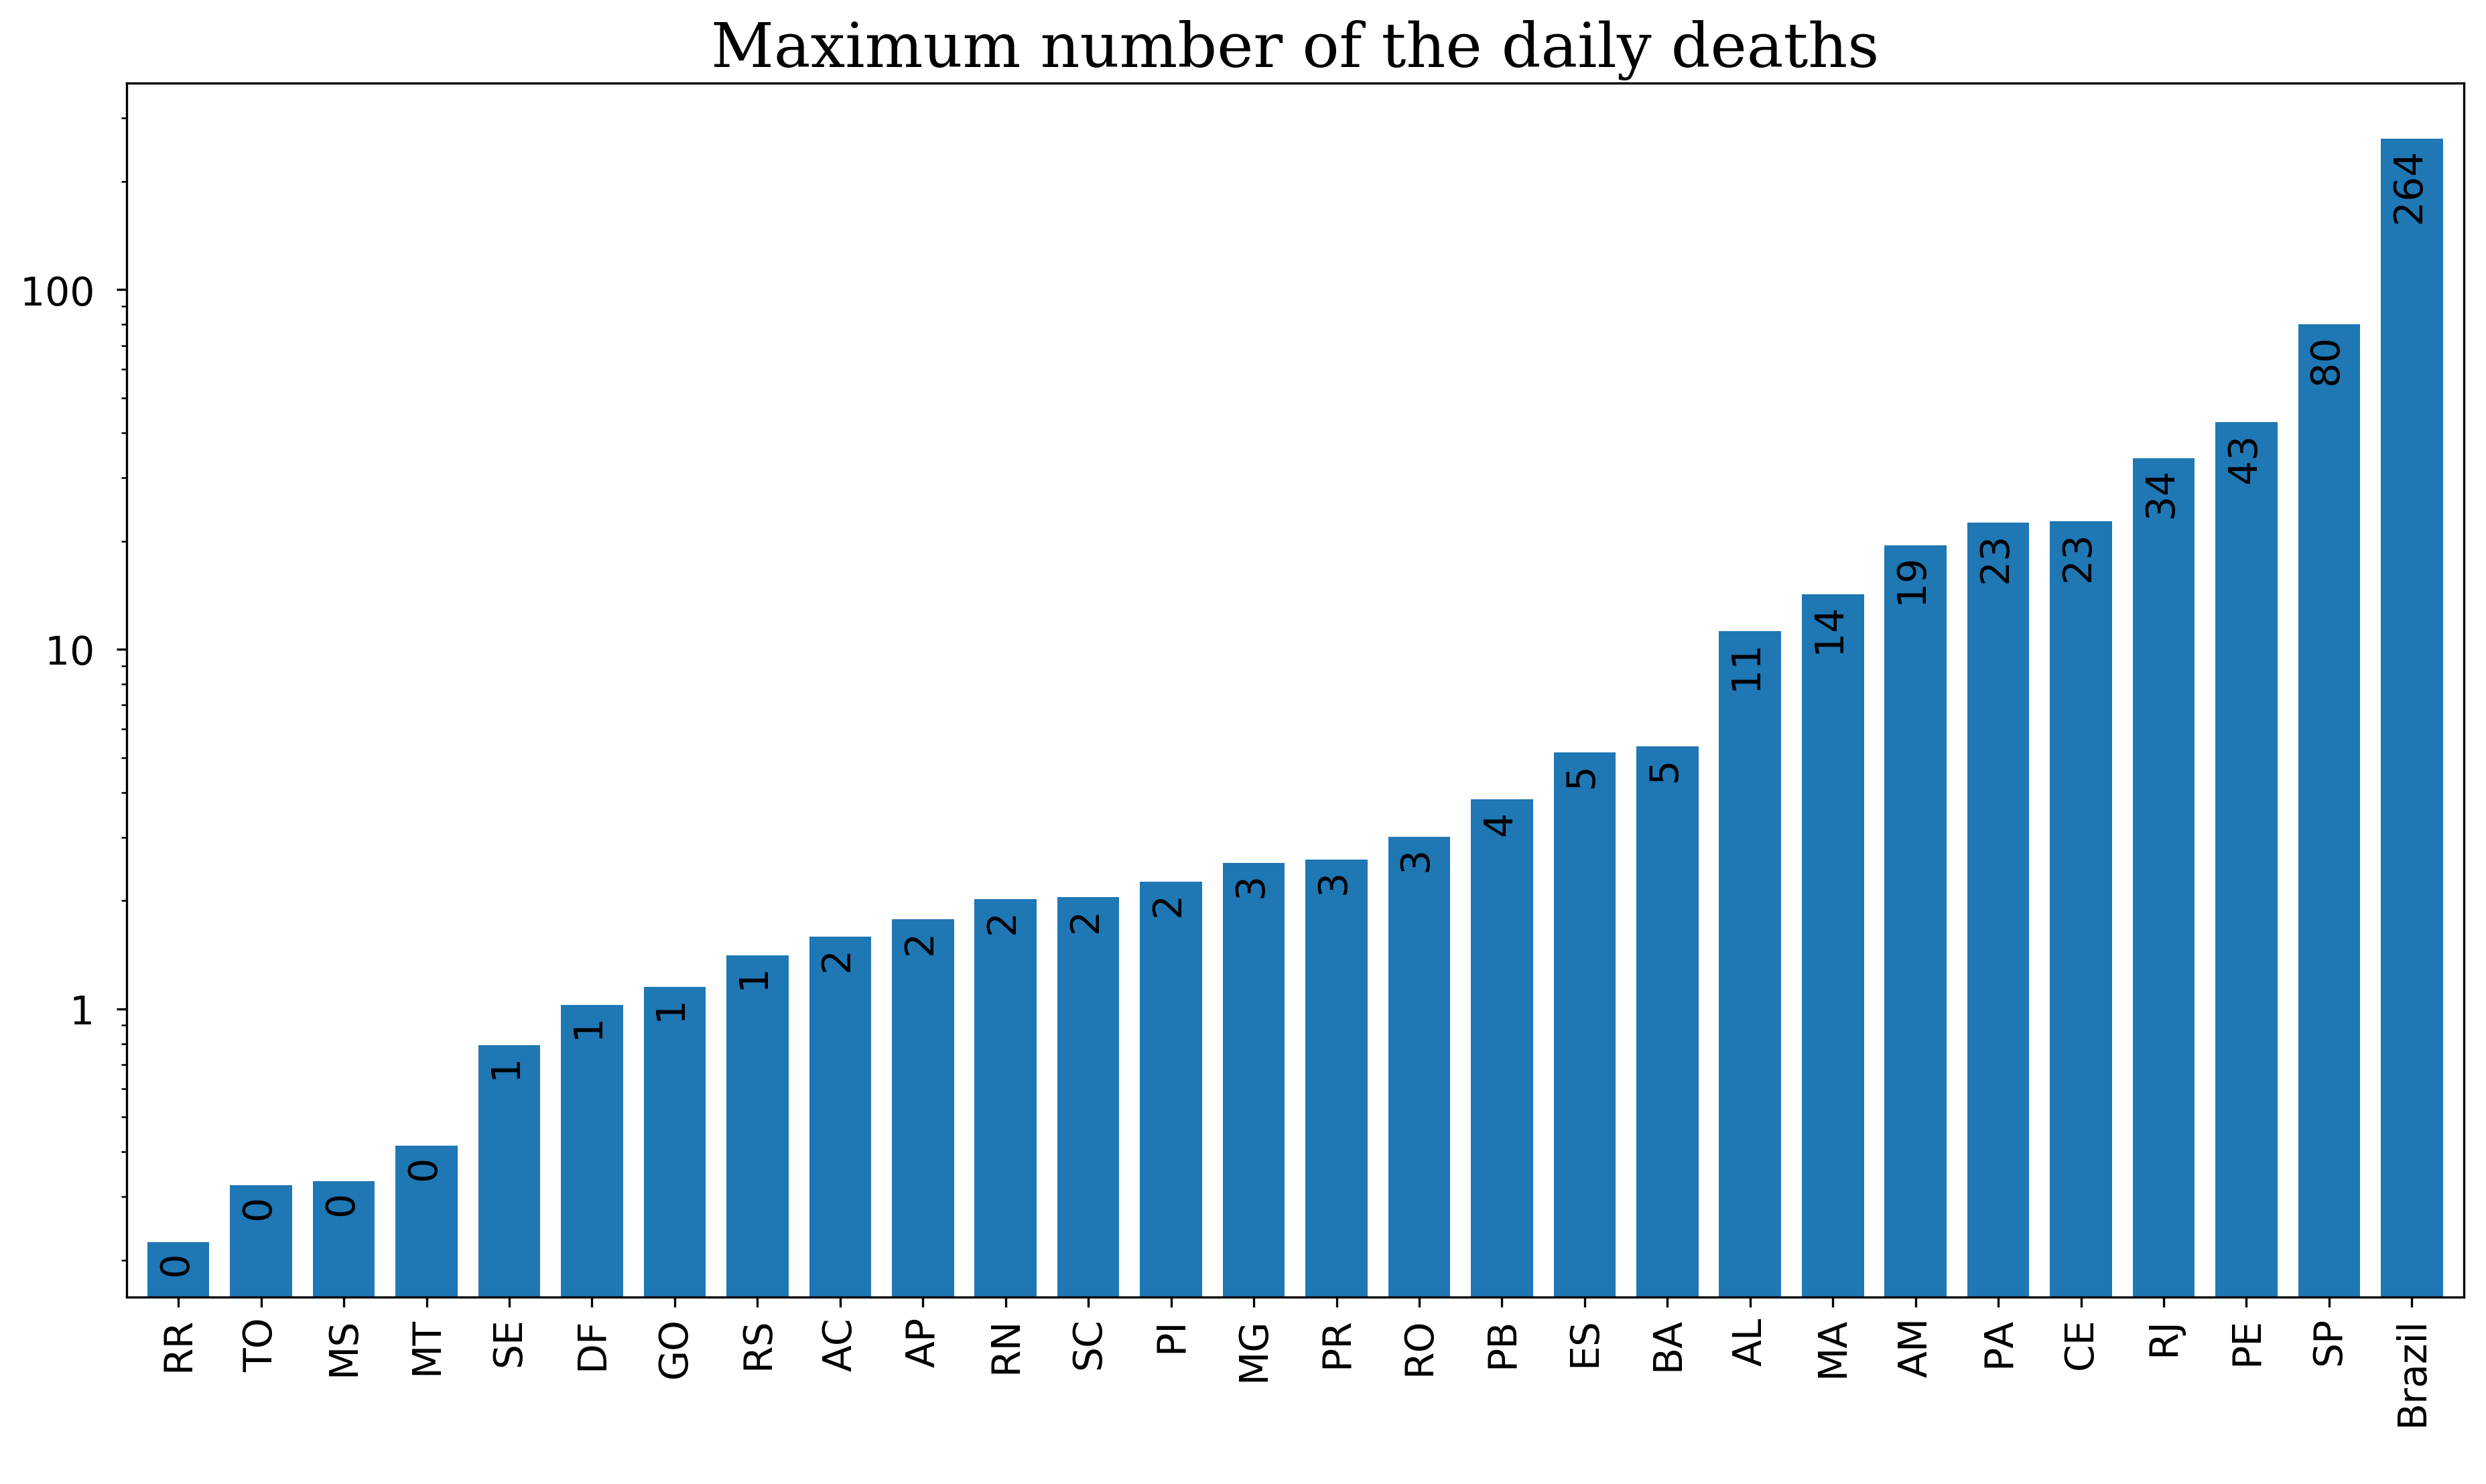 Maximum number of the daily deaths
100
10
1
0
0
0
0
1
1
1
1
2
2
2
2
2
3
3
3
4
5
5
11
14
19
23
23
34
43
80
264
RR
TO
MS
MT
SE
DF
GO
RS
AC
AP
RN
SC
PI
MG
PR
RO
PB
ES
BA
AL
MA
AM
PA
CE
RJ
PE
SP
Brazil